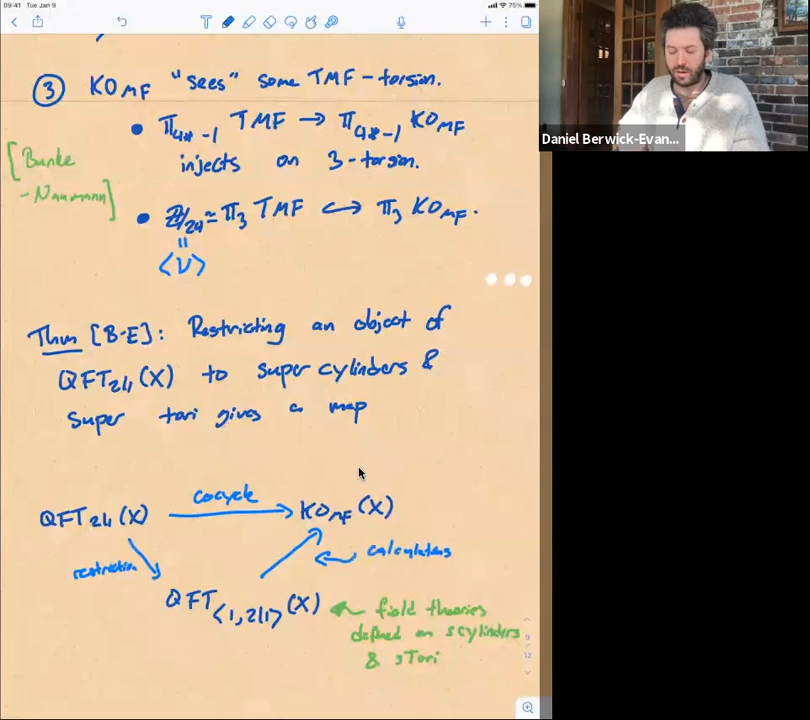 09:41 Tue Jan 9
75%
③ KO_MF "sees" some TMF-torsion.
• π_{4*-1} TMF → π_{4*-1} KO_MF
injects on 3-torsion.
[Bunke
-Naumann]
• ℤ/24 ≃ π_3 TMF ↪ π_3 KO_MF.
"
⟨ν⟩
Thm [B-E]: Restricting an object of
QFT_{2|1}(X) to super cylinders &
super tori gives a map
QFT_{2|1}(X) cocycle → KO_MF(X)
restriction
calculations
QFT_{⟨1,2|1⟩}(X) ← field theories
defined on scylinders
& sTori
9
12
Daniel Berwick-Evan...